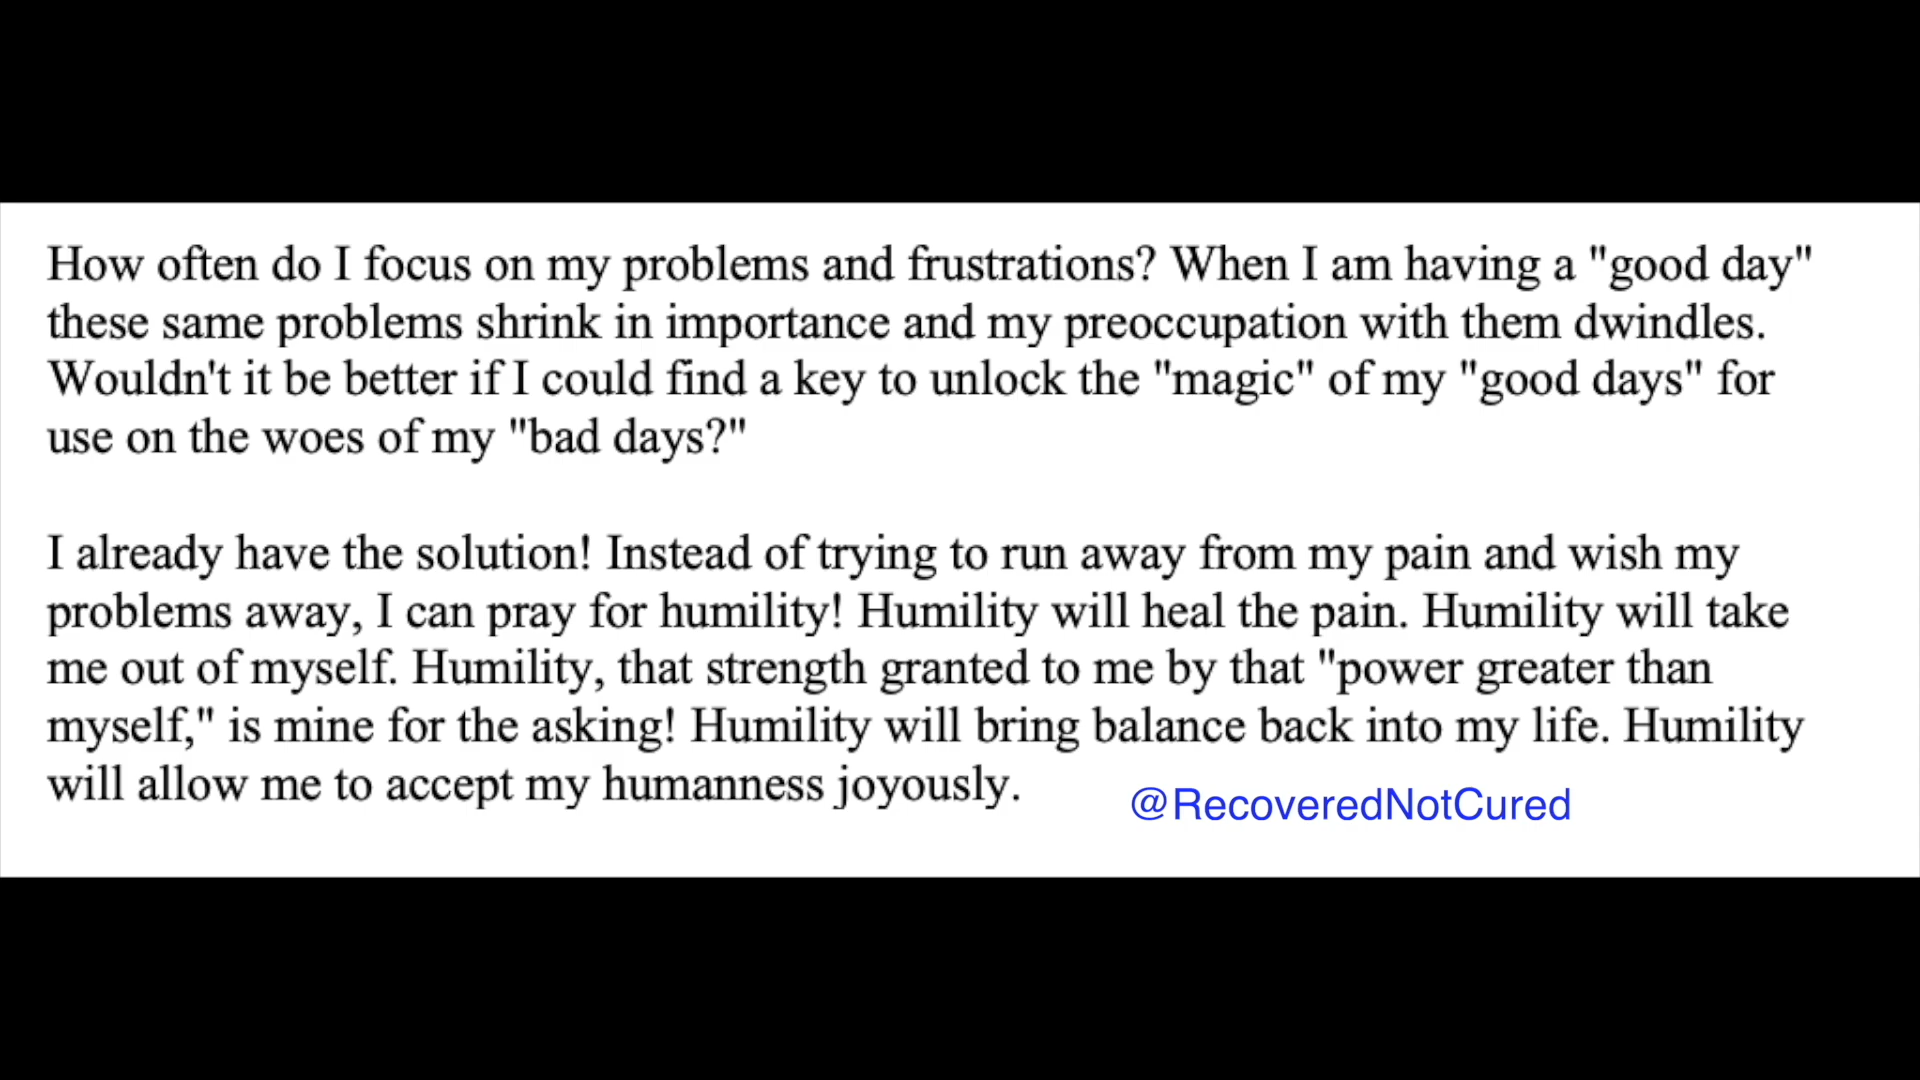 How often do I focus on my problems and frustrations? When I am having a "good day"
these same problems shrink in importance and my preoccupation with them dwindles.
Wouldn't it be better if I could find a key to unlock the "magic" of my "good days" for
use on the woes of my "bad days?"
I already have the solution! Instead of trying to run away from my pain and wish my
problems away, I can pray for humility! Humility will heal the pain. Humility will take
me out of myself. Humility, that strength granted to me by that "power greater than
myself," is mine for the asking! Humility will bring balance back into my life. Humility
will allow me to accept my humanness joyously.
@RecoveredNotCured